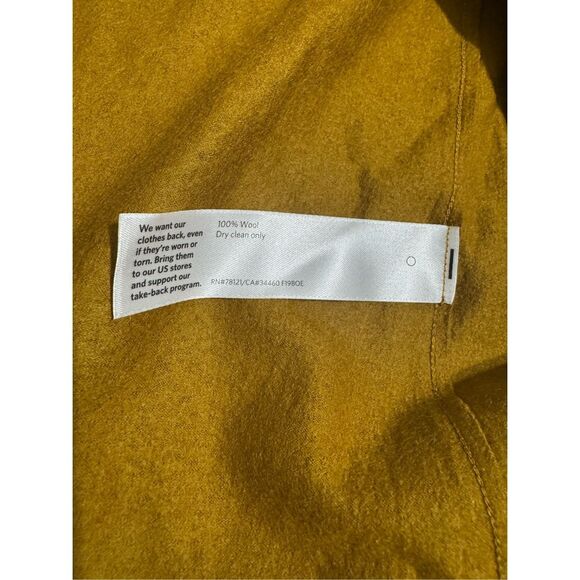 We want our
clothes back, even
if they're worn or
torn. Bring them
to our US stores
and support our
take-back program.
100% Wool
Dry clean only
RN#78121/CA#34460 F19BOE